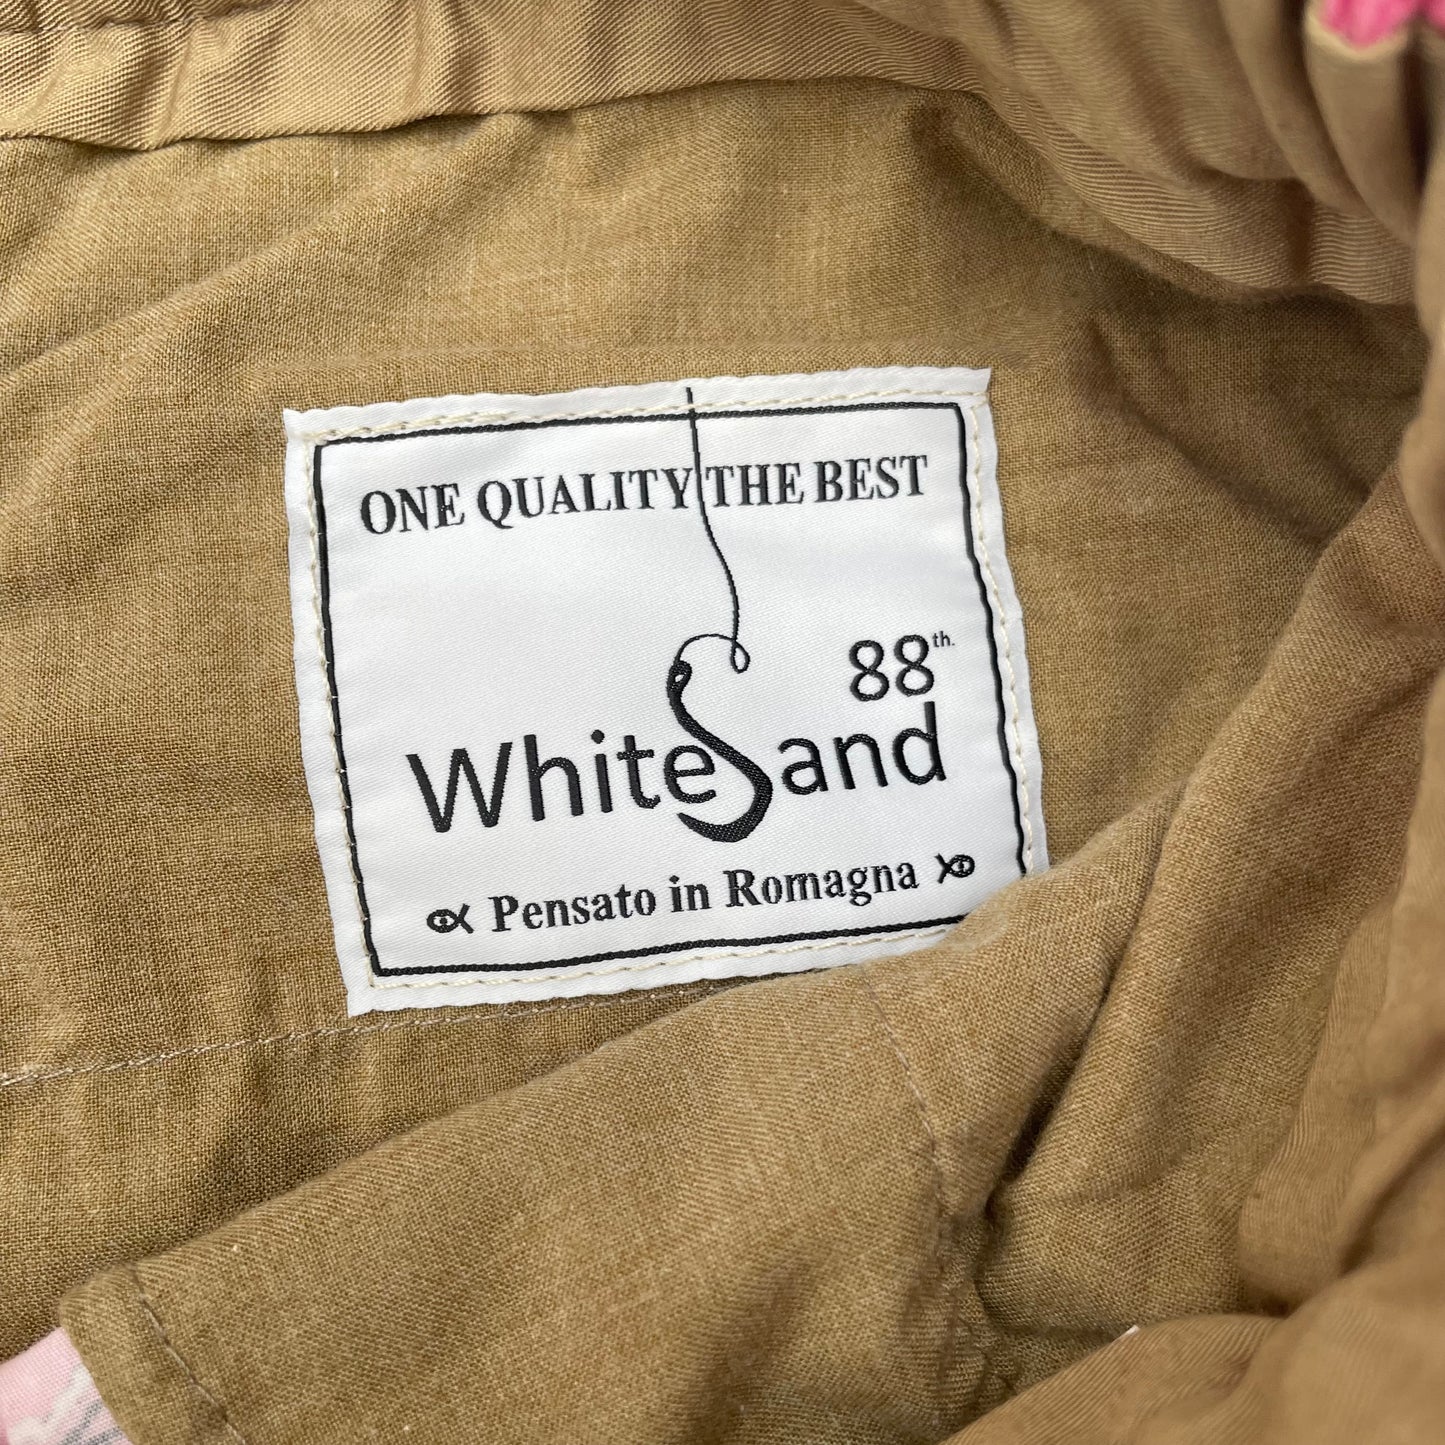 ONE QUALITY THE BEST
88th.
WhiteSand
Pensato in Romagna